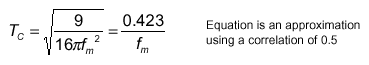 T_C = √(9 / 16πf_m²) = 0.423 / f_m
Equation is an approximation
using a correlation of 0.5